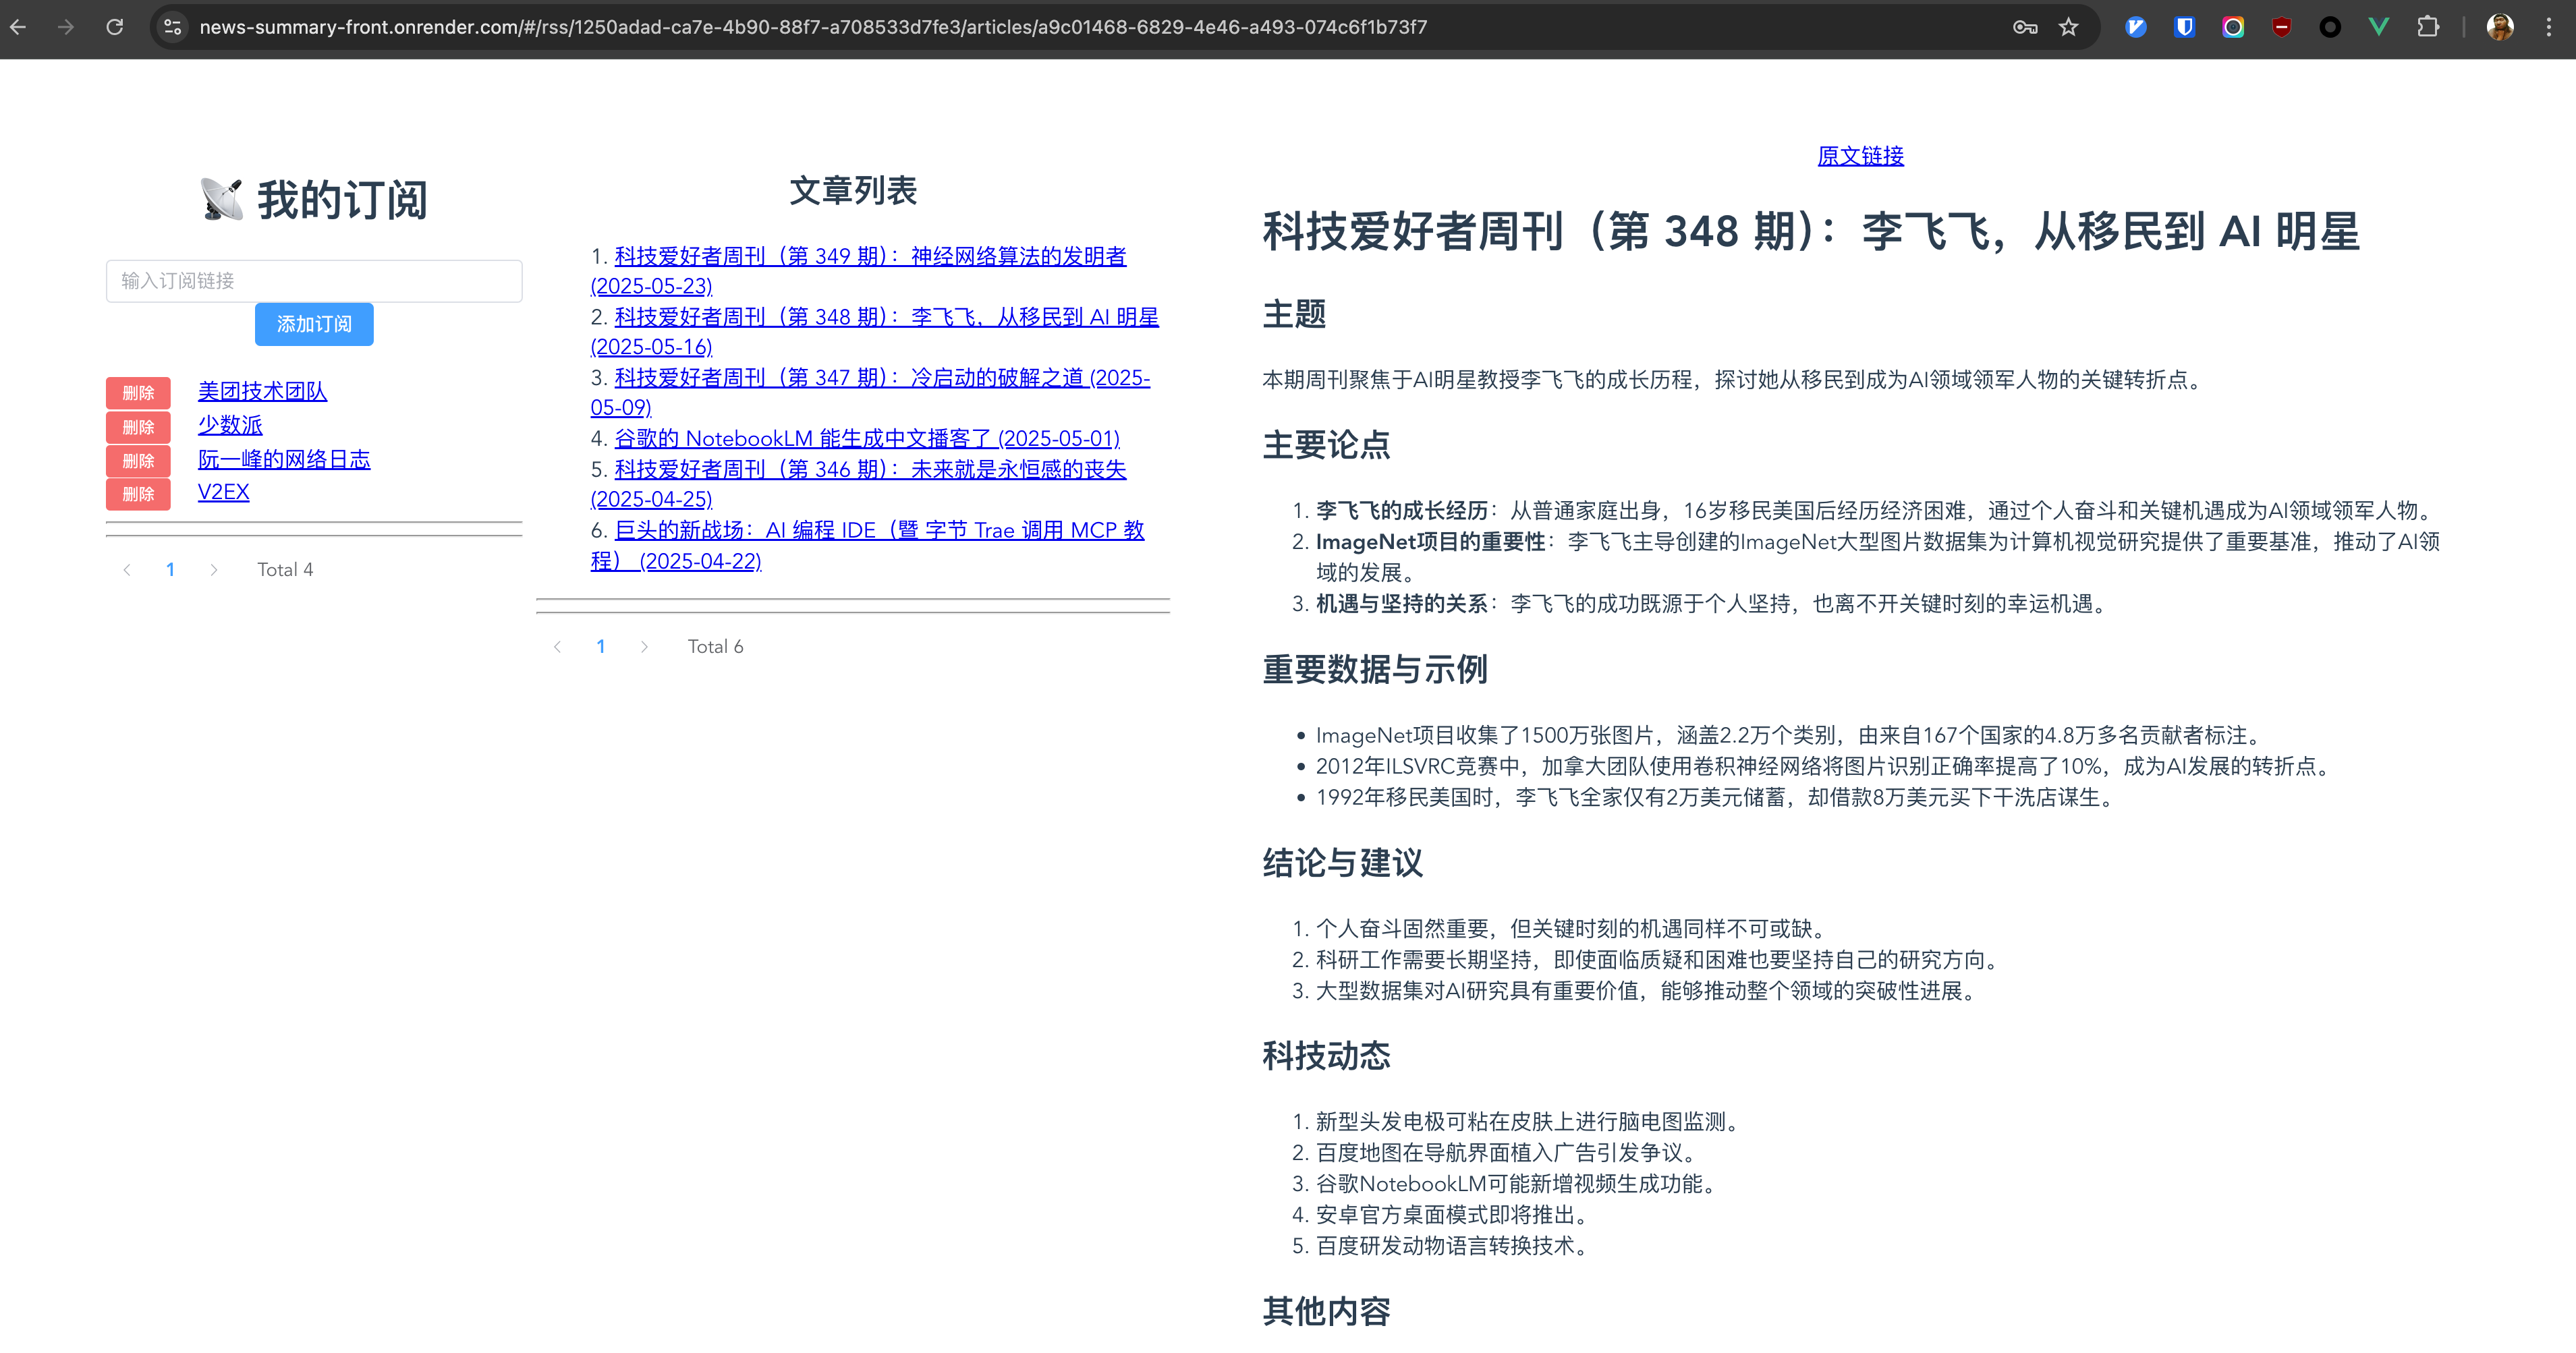 news-summary-front.onrender.com/#/rss/1250adad-ca7e-4b90-88f7-a708533d7fe3/articles/a9c01468-6829-4e46-a493-074c6f1b73f7
📡 我的订阅
输入订阅链接
添加订阅
删除 美团技术团队
删除 少数派
删除 阮一峰的网络日志
删除 V2EX
1 Total 4
文章列表
1. 科技爱好者周刊（第 349 期）：神经网络算法的发明者
(2025-05-23)
2. 科技爱好者周刊（第 348 期）：李飞飞，从移民到 AI 明星
(2025-05-16)
3. 科技爱好者周刊（第 347 期）：冷启动的破解之道 (2025-
05-09)
4. 谷歌的 NotebookLM 能生成中文播客了 (2025-05-01)
5. 科技爱好者周刊（第 346 期）：未来就是永恒感的丧失
(2025-04-25)
6. 巨头的新战场：AI 编程 IDE（暨 字节 Trae 调用 MCP 教
程） (2025-04-22)
1 Total 6
原文链接
科技爱好者周刊（第 348 期）：李飞飞，从移民到 AI 明星
主题
本期周刊聚焦于AI明星教授李飞飞的成长历程，探讨她从移民到成为AI领域领军人物的关键转折点。
主要论点
1. 李飞飞的成长经历：从普通家庭出身，16岁移民美国后经历经济困难，通过个人奋斗和关键机遇成为AI领域领军人物。
2. ImageNet项目的重要性：李飞飞主导创建的ImageNet大型图片数据集为计算机视觉研究提供了重要基准，推动了AI领
域的发展。
3. 机遇与坚持的关系：李飞飞的成功既源于个人坚持，也离不开关键时刻的幸运机遇。
重要数据与示例
• ImageNet项目收集了1500万张图片，涵盖2.2万个类别，由来自167个国家的4.8万多名贡献者标注。
• 2012年ILSVRC竞赛中，加拿大团队使用卷积神经网络将图片识别正确率提高了10%，成为AI发展的转折点。
• 1992年移民美国时，李飞飞全家仅有2万美元储蓄，却借款8万美元买下干洗店谋生。
结论与建议
1. 个人奋斗固然重要，但关键时刻的机遇同样不可或缺。
2. 科研工作需要长期坚持，即使面临质疑和困难也要坚持自己的研究方向。
3. 大型数据集对AI研究具有重要价值，能够推动整个领域的突破性进展。
科技动态
1. 新型头发电极可粘在皮肤上进行脑电图监测。
2. 百度地图在导航界面植入广告引发争议。
3. 谷歌NotebookLM可能新增视频生成功能。
4. 安卓官方桌面模式即将推出。
5. 百度研发动物语言转换技术。
其他内容